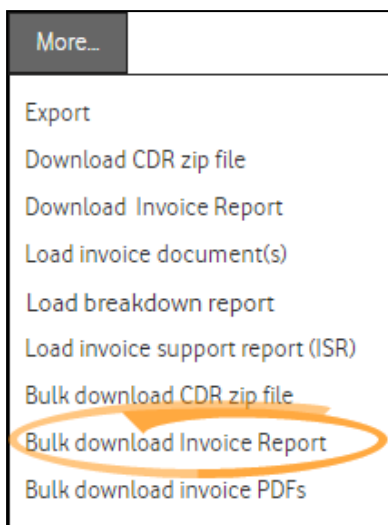 More...
Export
Download CDR zip file
Download Invoice Report
Load invoice document(s)
Load breakdown report
Load invoice support report (ISR)
Bulk download CDR zip file
Bulk download Invoice Report
Bulk download invoice PDFs